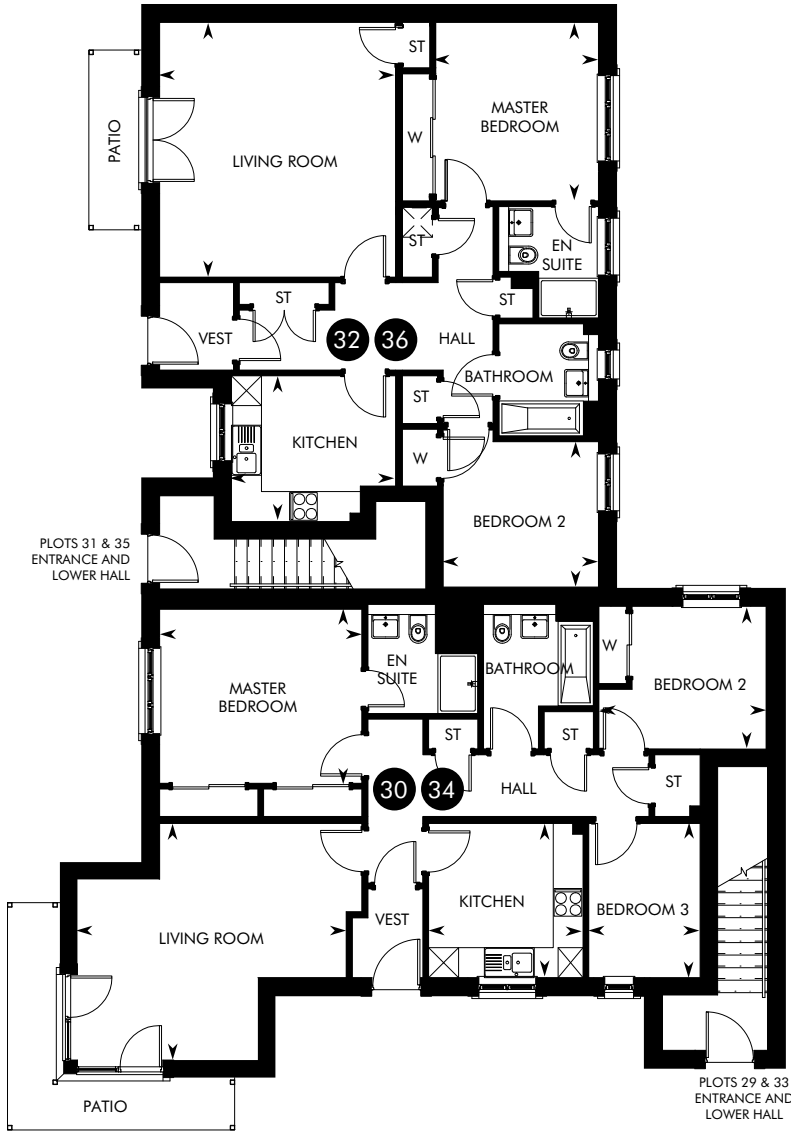 ST
MASTER
BEDROOM
PATIO
LIVING ROOM
W
ST
EN
SUITE
ST
ST
VEST
32
36
HALL
BATHROOM
ST
KITCHEN
W
BEDROOM 2
PLOTS 31 & 35
ENTRANCE AND
LOWER HALL
EN
SUITE
BATHROOM
W
MASTER
BEDROOM
BEDROOM 2
ST
ST
ST
30
34
HALL
KITCHEN
BEDROOM 3
VEST
LIVING ROOM
N
PATIO
PLOTS 29 & 33
ENTRANCE AND
LOWER HALL